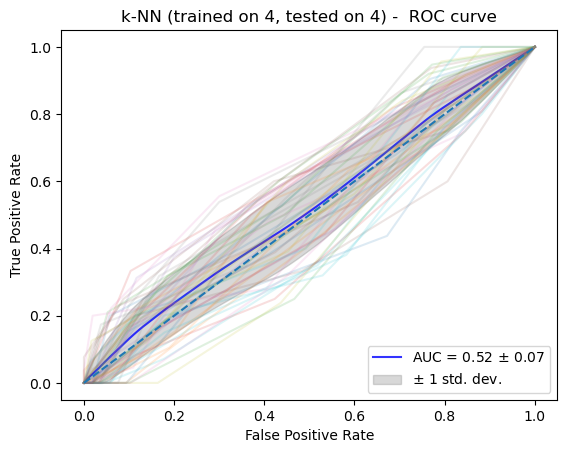 k-NN (trained on 4, tested on 4) -  ROC curve
1.0
0.8
0.6
0.4
0.2
0.0
True Positive Rate
AUC = 0.52 ± 0.07
± 1 std. dev.
0.0 0.2 0.4 0.6 0.8 1.0
False Positive Rate